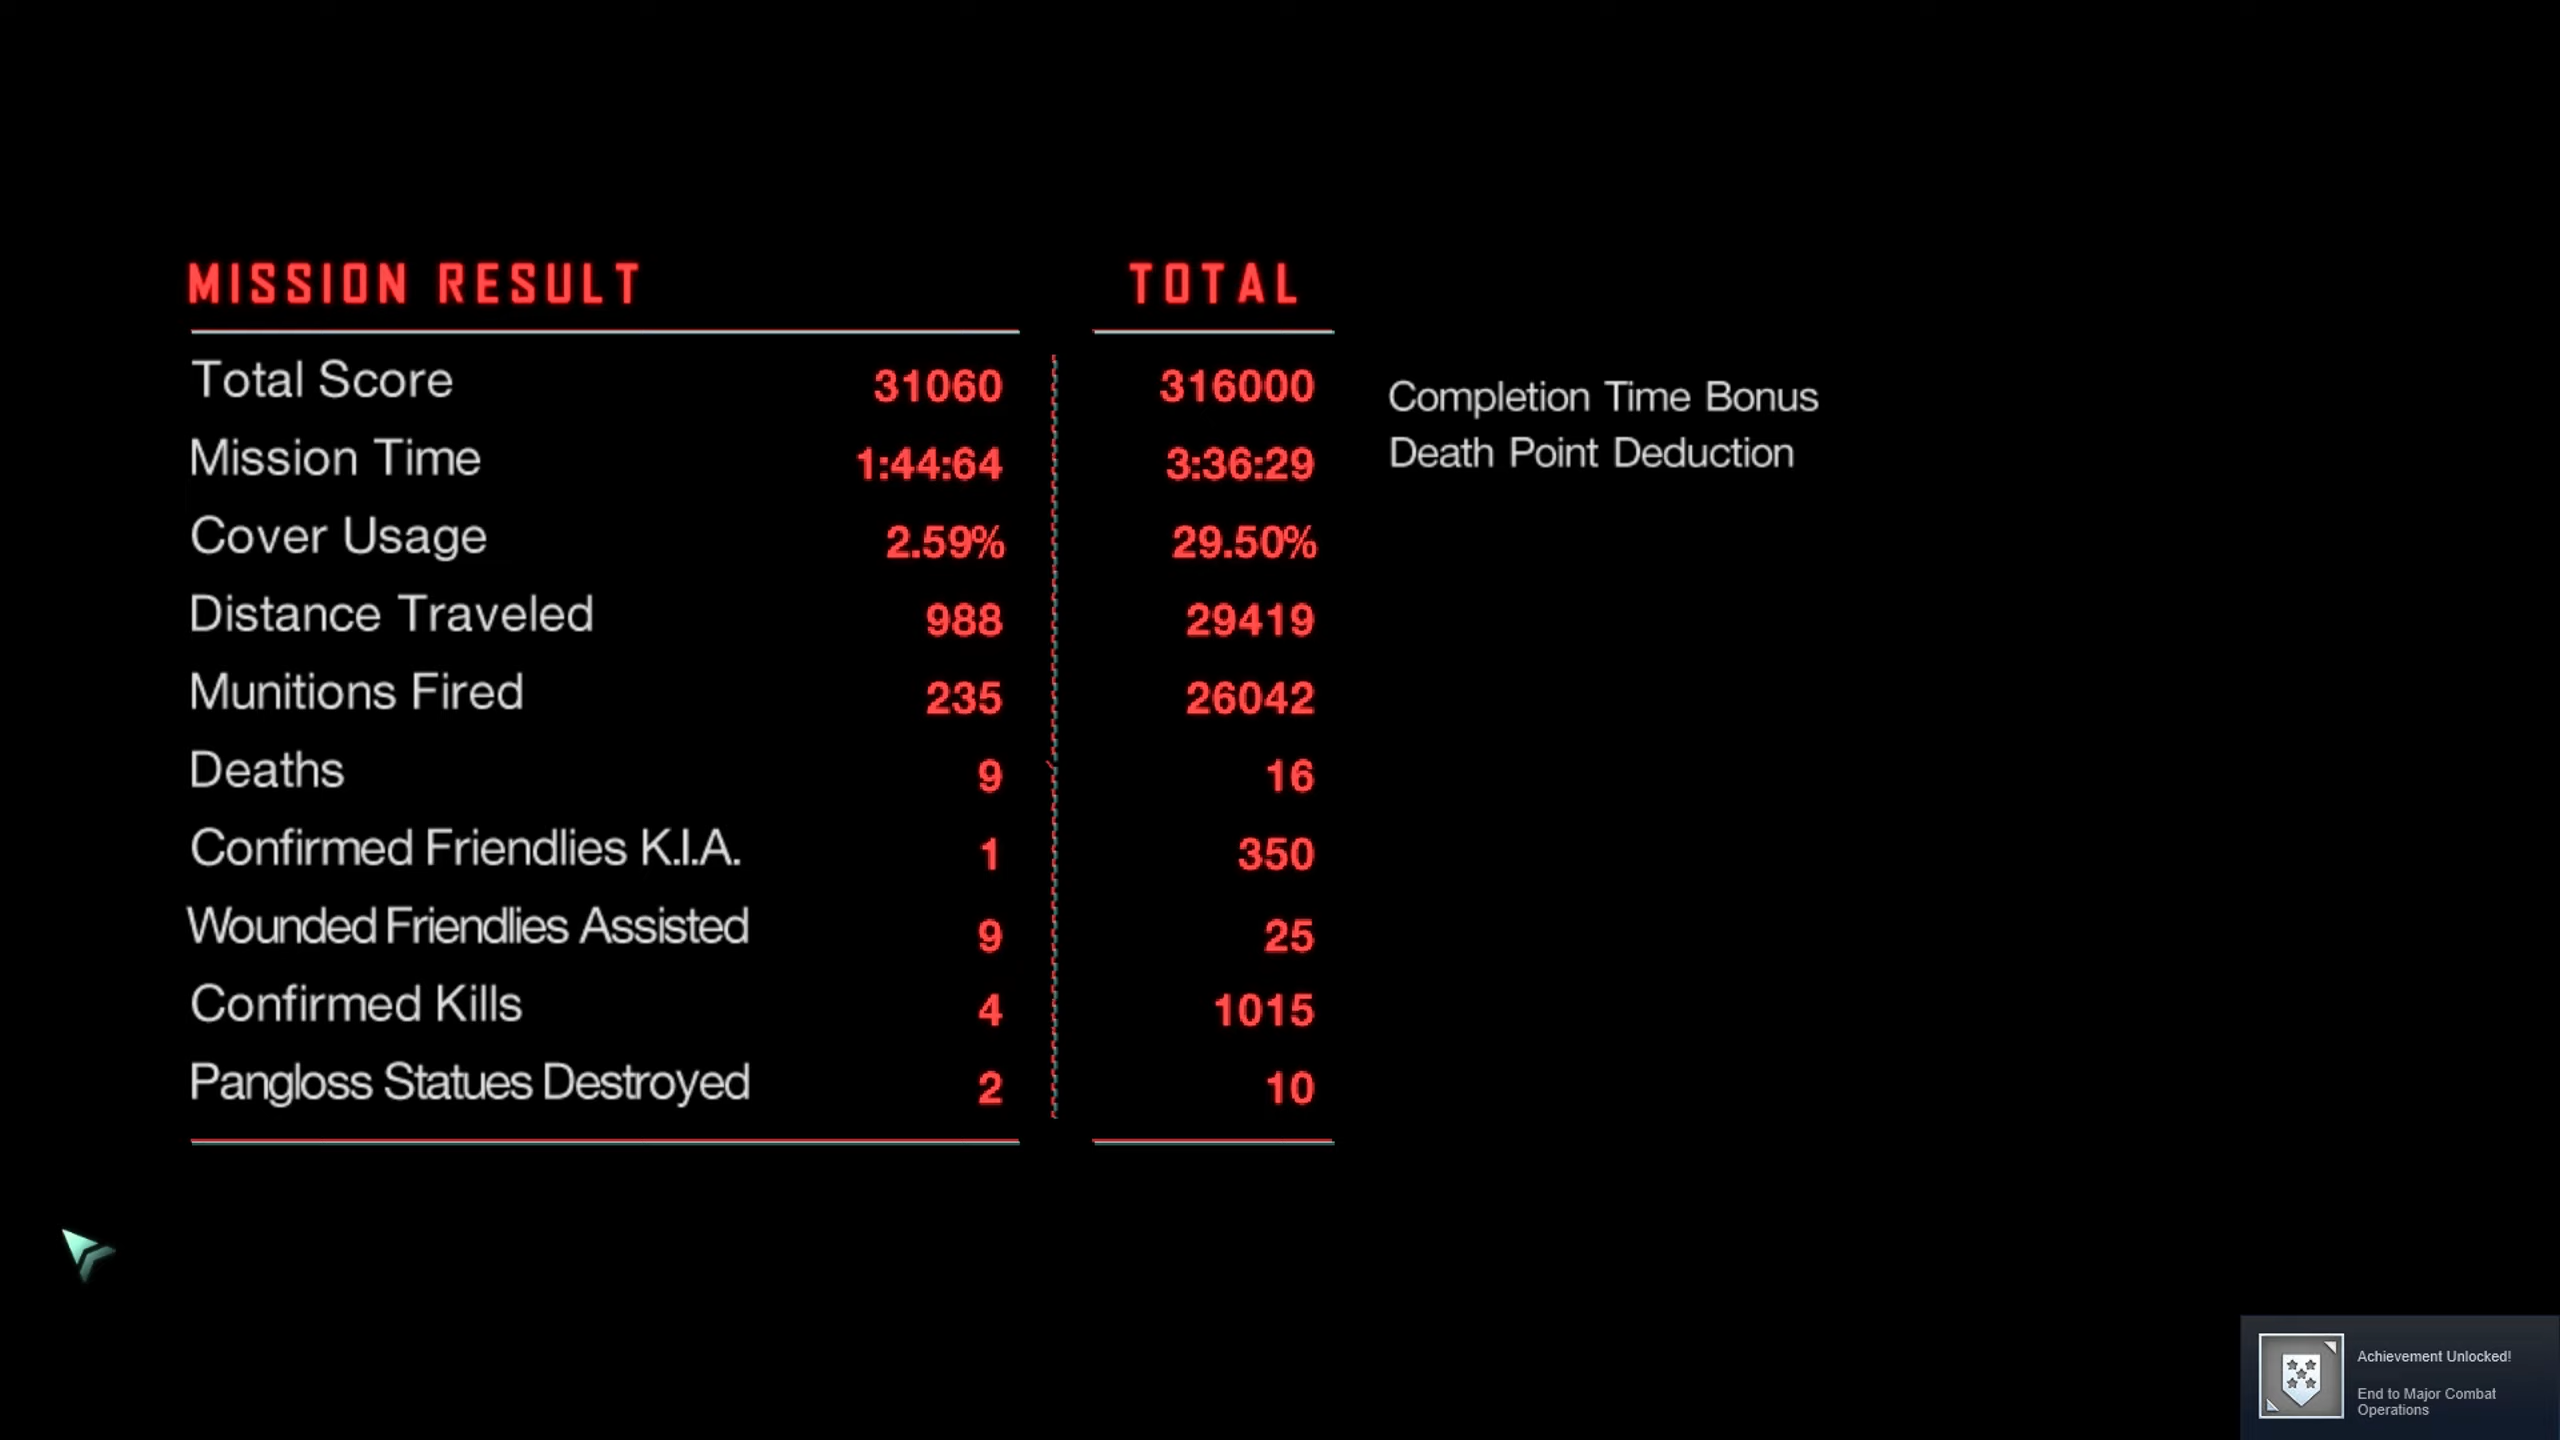 MISSION RESULT TOTAL
Total Score 31060 316000 Completion Time Bonus
Mission Time 1:44:64 3:36:29 Death Point Deduction
Cover Usage 2.59% 29.50%
Distance Traveled 988 29419
Munitions Fired 235 26042
Deaths 9 16
Confirmed Friendlies K.I.A. 1 350
Wounded Friendlies Assisted 9 25
Confirmed Kills 4 1015
Pangloss Statues Destroyed 2 10
Achievement Unlocked!
End to Major Combat
Operations